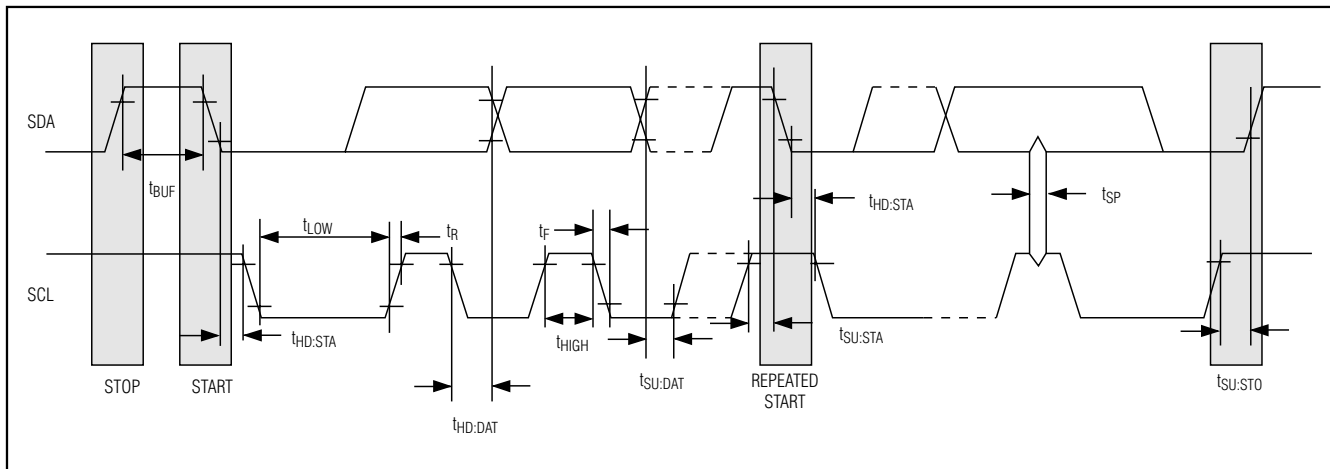 SDA
tBUF
tLOW
tR
tF
tHD:STA
tSP
SCL
tHD:STA
tHIGH
tSU:STA
tSU:DAT
tSU:STO
STOP
START
REPEATED
START
tHD:DAT